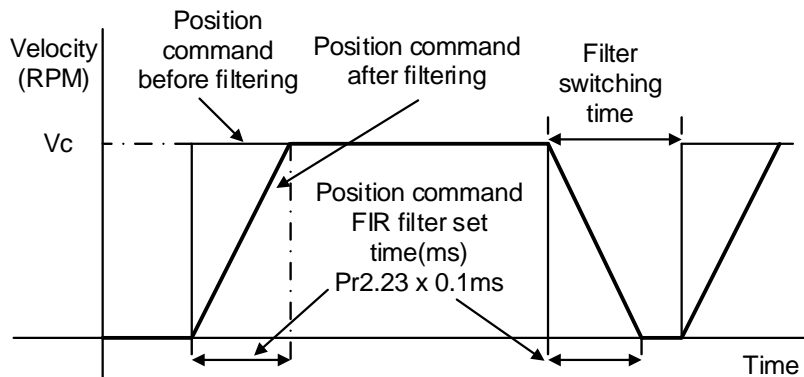 Velocity
(RPM)
Position
command
before filtering
Position command
after filtering
Filter
switching
time
Vc
Position command
FIR filter set
time(ms)
Pr2.23 x 0.1ms
Time